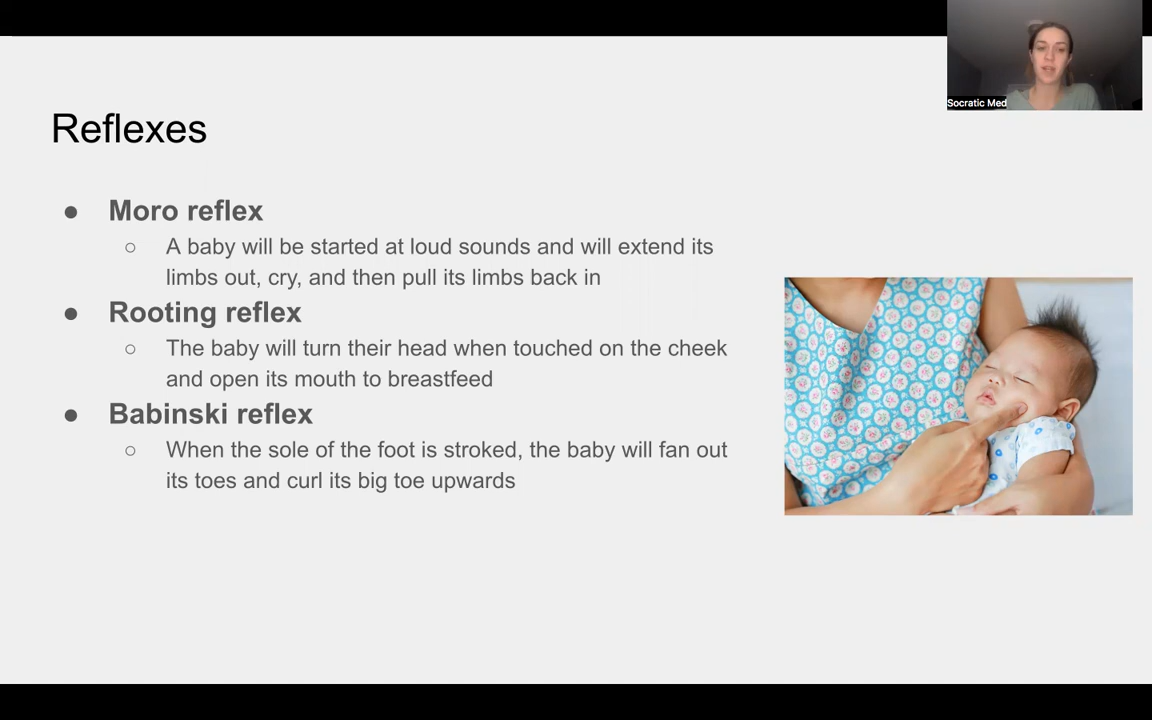 Socratic Med
Reflexes
● Moro reflex
○ A baby will be started at loud sounds and will extend its
limbs out, cry, and then pull its limbs back in
● Rooting reflex
○ The baby will turn their head when touched on the cheek
and open its mouth to breastfeed
● Babinski reflex
○ When the sole of the foot is stroked, the baby will fan out
its toes and curl its big toe upwards